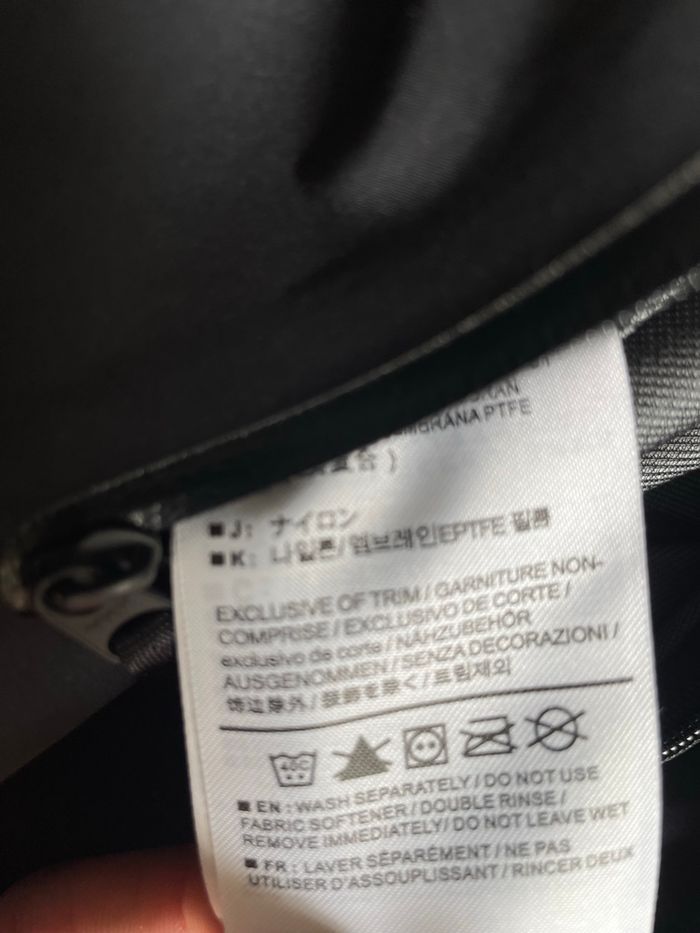 MBRANA PTFE
■J: ナイロン
■K: 나일론/ 멤브레인EPTFE 필름
EXCLUSIVE OF TRIM / GARNITURE NON-
COMPRISE / EXCLUSIVO DE CORTE /
exclusivo de corte / NÄHZUBEHÖR
AUSGENOMMEN / SENZA DECORAZIONI /
饰边除外 / 装飾を除く / 트림제외
40C
■ EN : WASH SEPARATELY / DO NOT USE
FABRIC SOFTENER / DOUBLE RINSE /
REMOVE IMMEDIATELY/ DO NOT LEAVE WET
■ FR : LAVER SÉPARÉMENT / NE PAS
UTILISER D'ASSOUPLISSANT / RINCER DEUX